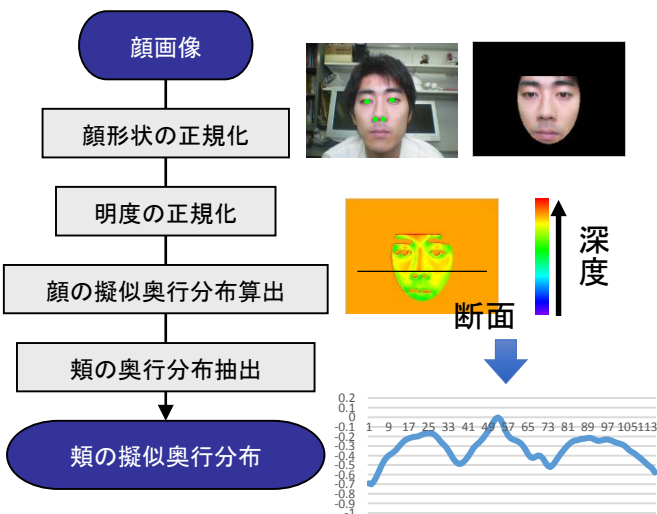 顔画像
顔形状の正規化
明度の正規化
顔の擬似奥行分布算出
頬の奥行分布抽出
頬の擬似奥行分布
深度
断面
0.2
0.1
0
-0.1
-0.2
-0.3
-0.4
-0.5
-0.6
-0.7
-0.8
-0.9
-1
1 9 17 25 33 41 49 57 65 73 81 89 97 105 113